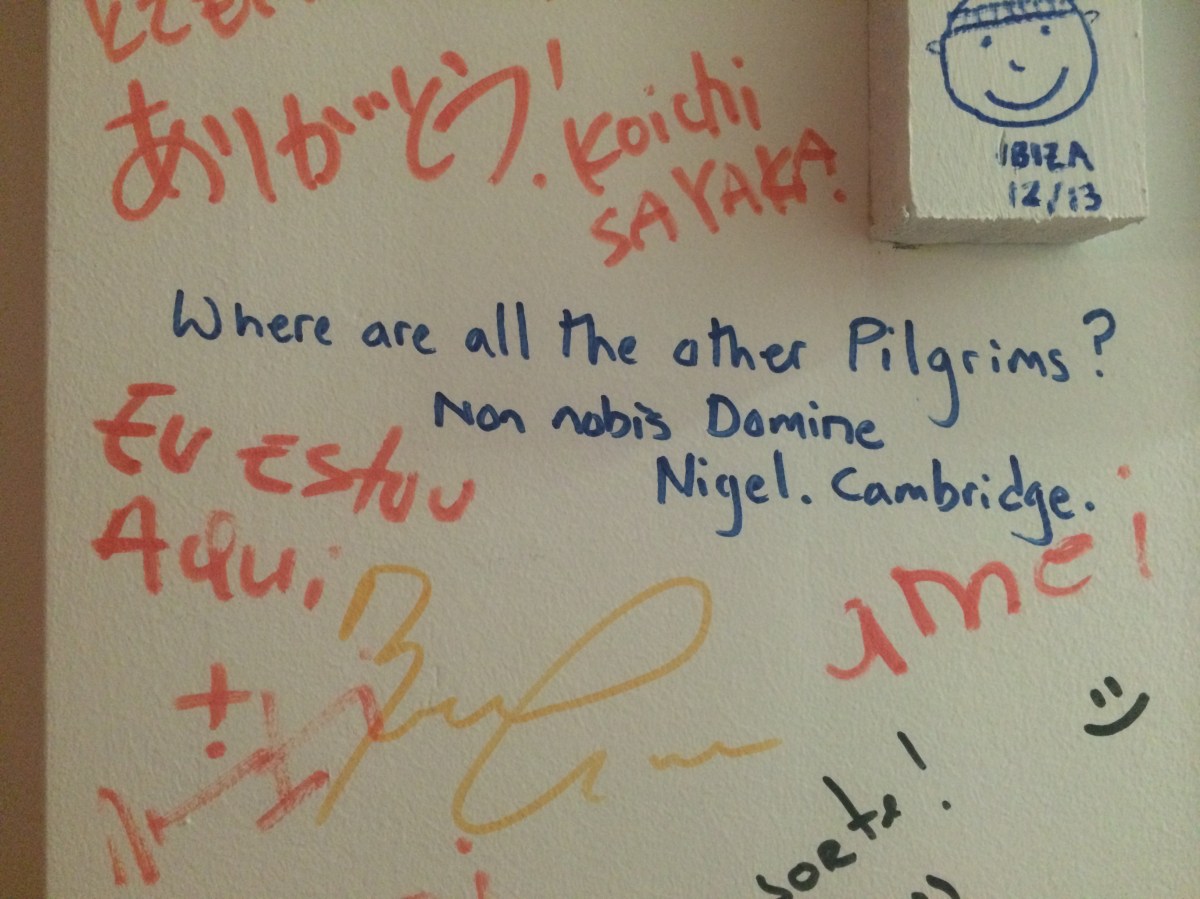 ありがとう!
Koichi
SAYAKA.
IBIZA
12/13
Where are all the other Pilgrims?
Non nobis Domine
Nigel. Cambridge.
Eu Estou
Aqui
sorte!